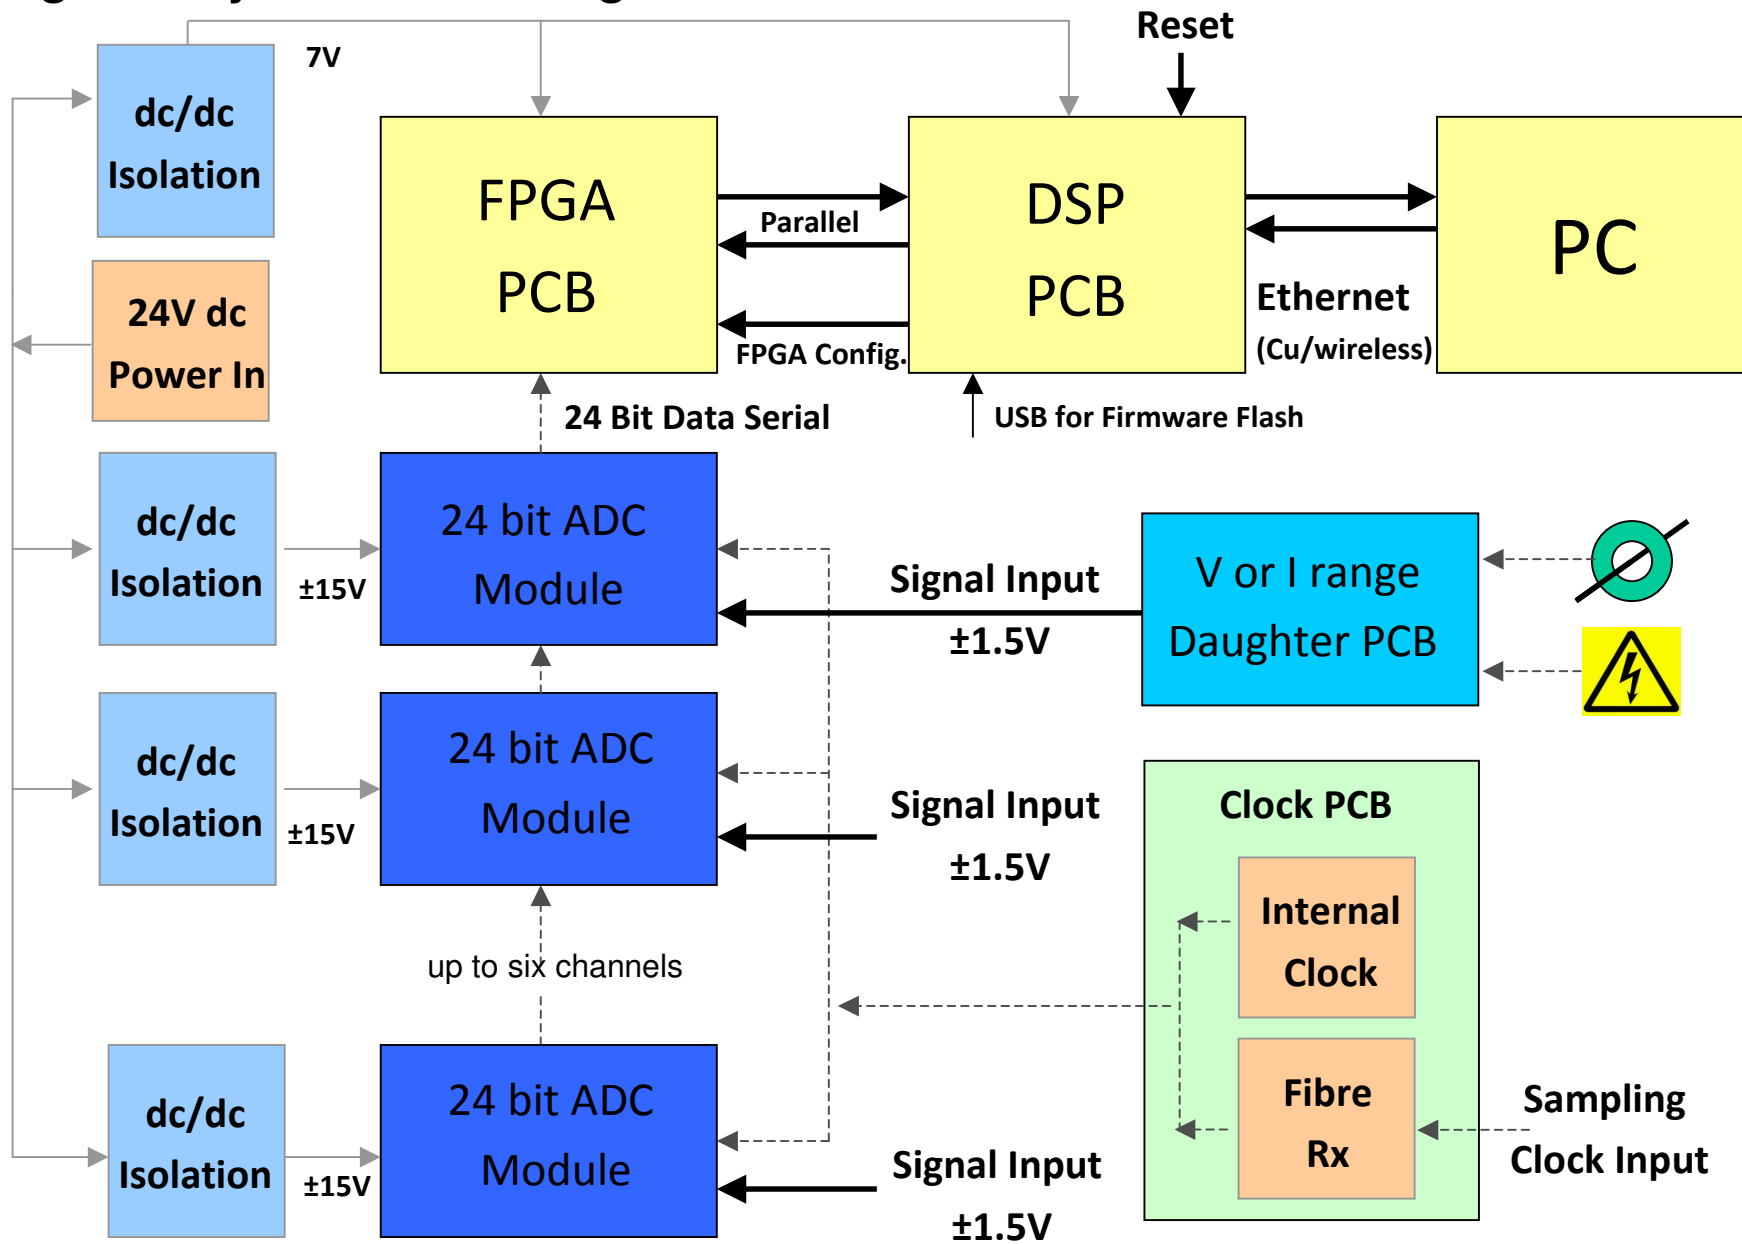 Reset
7V
dc/dc
Isolation
FPGA
PCB
Parallel
FPGA Config.
DSP
PCB
PC
Ethernet
(Cu/wireless)
24V dc
Power In
24 Bit Data Serial
USB for Firmware Flash
dc/dc
Isolation
±15V
24 bit ADC
Module
Signal Input
±1.5V
V or I range
Daughter PCB
dc/dc
Isolation
±15V
24 bit ADC
Module
Signal Input
±1.5V
Clock PCB
Internal
Clock
up to six channels
Fibre
Rx
Sampling
Clock Input
dc/dc
Isolation
±15V
24 bit ADC
Module
Signal Input
±1.5V